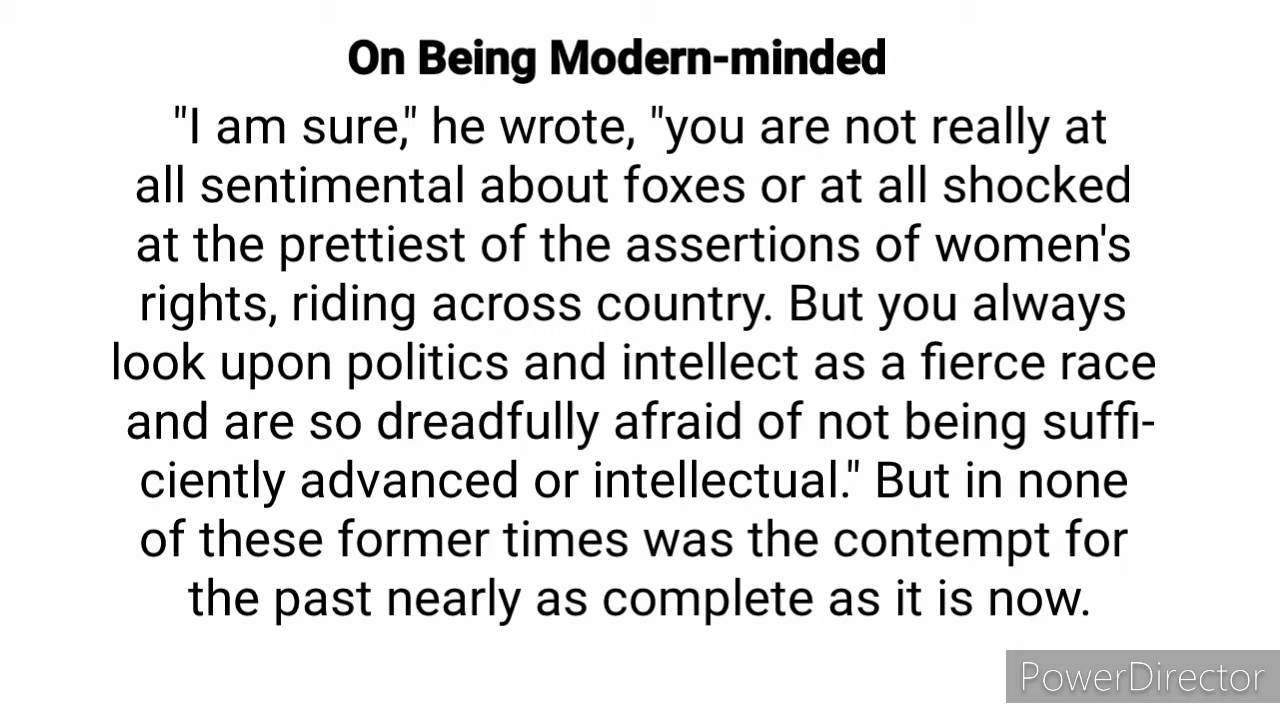 On Being Modern-minded
"I am sure," he wrote, "you are not really at
all sentimental about foxes or at all shocked
at the prettiest of the assertions of women's
rights, riding across country. But you always
look upon politics and intellect as a fierce race
and are so dreadfully afraid of not being suffi-
ciently advanced or intellectual." But in none
of these former times was the contempt for
the past nearly as complete as it is now.
PowerDirector